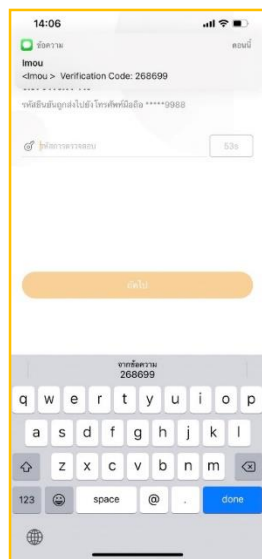 14:06
ข้อความ
ตอนนี้
Imou
<Imou > Verification Code: 268699
รหัสยืนยันถูกส่งไปยังโทรศัพท์มือถือ *****9988
รหัสการตรวจสอบ
53s
ถัดไป
จากข้อความ
268699
q w e r t y u i o p
a s d f g h j k l
z x c v b n m
123 space @ . done